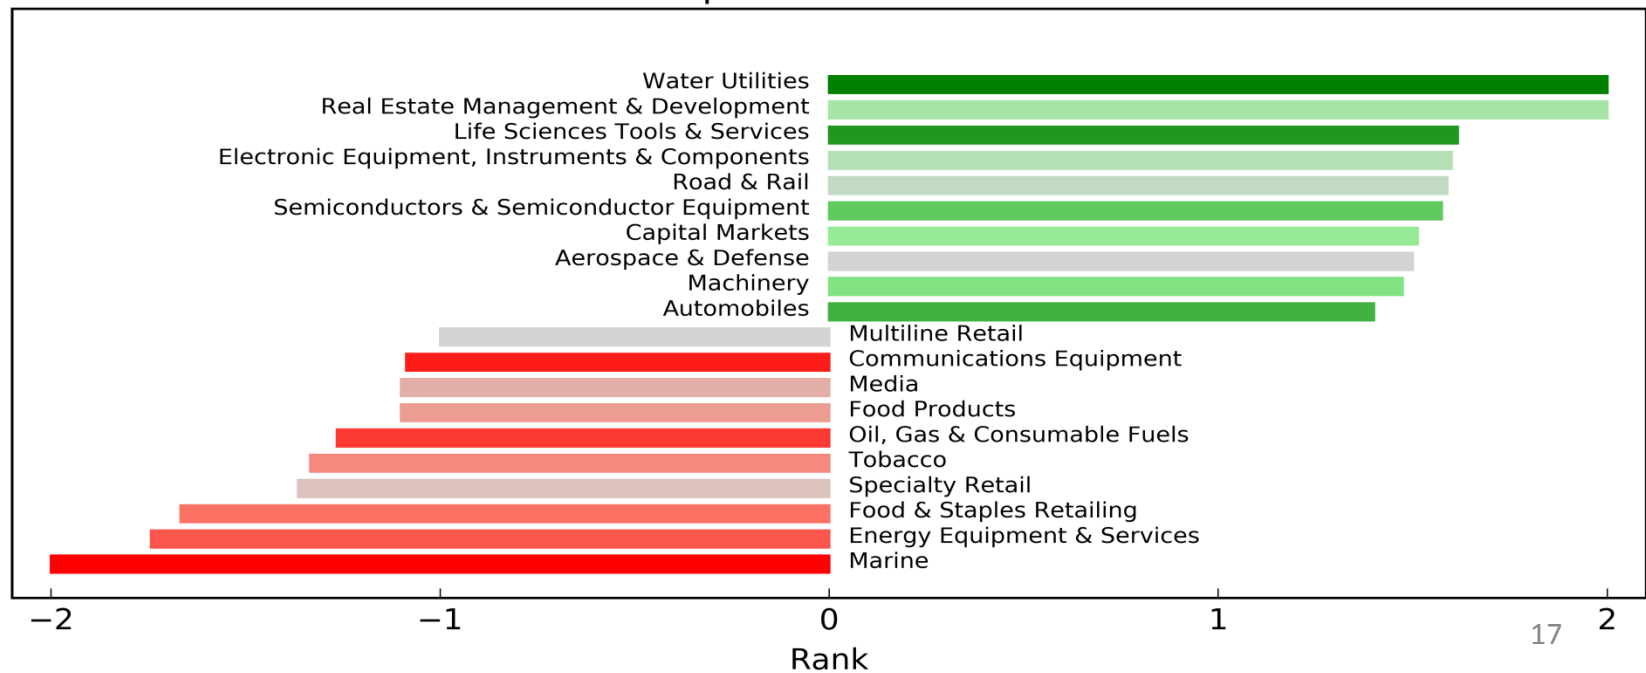 Water Utilities
Real Estate Management & Development
Life Sciences Tools & Services
Electronic Equipment, Instruments & Components
Road & Rail
Semiconductors & Semiconductor Equipment
Capital Markets
Aerospace & Defense
Machinery
Automobiles
Multiline Retail
Communications Equipment
Media
Food Products
Oil, Gas & Consumable Fuels
Tobacco
Specialty Retail
Food & Staples Retailing
Energy Equipment & Services
Marine
−2 −1 0 1 2
17
Rank